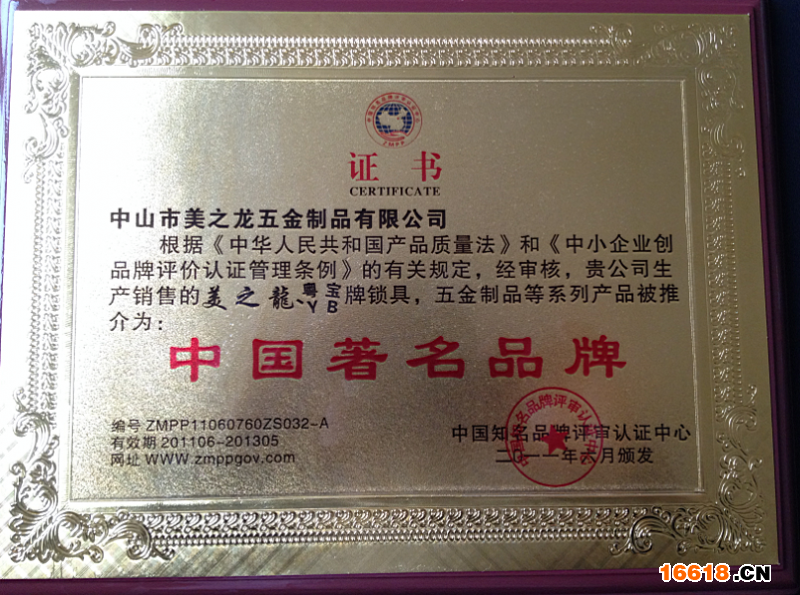 ZMPP
证书
CERTIFICATE
中山市美之龙五金制品有限公司
根据《中华人民共和国产品质量法》和《中小企业创
品牌评价认证管理条例》的有关规定，经审核，贵公司生
产销售的美之龍、粤宝YB牌锁具，五金制品等系列产品被推
介为：
中国著名品牌
编号 ZMPP11060760ZS032-A
有效期 201106-201305
网址 WWW.zmppgov.com
中国知名品牌评审认证中心
二〇一一年六月颁发
16618.CN